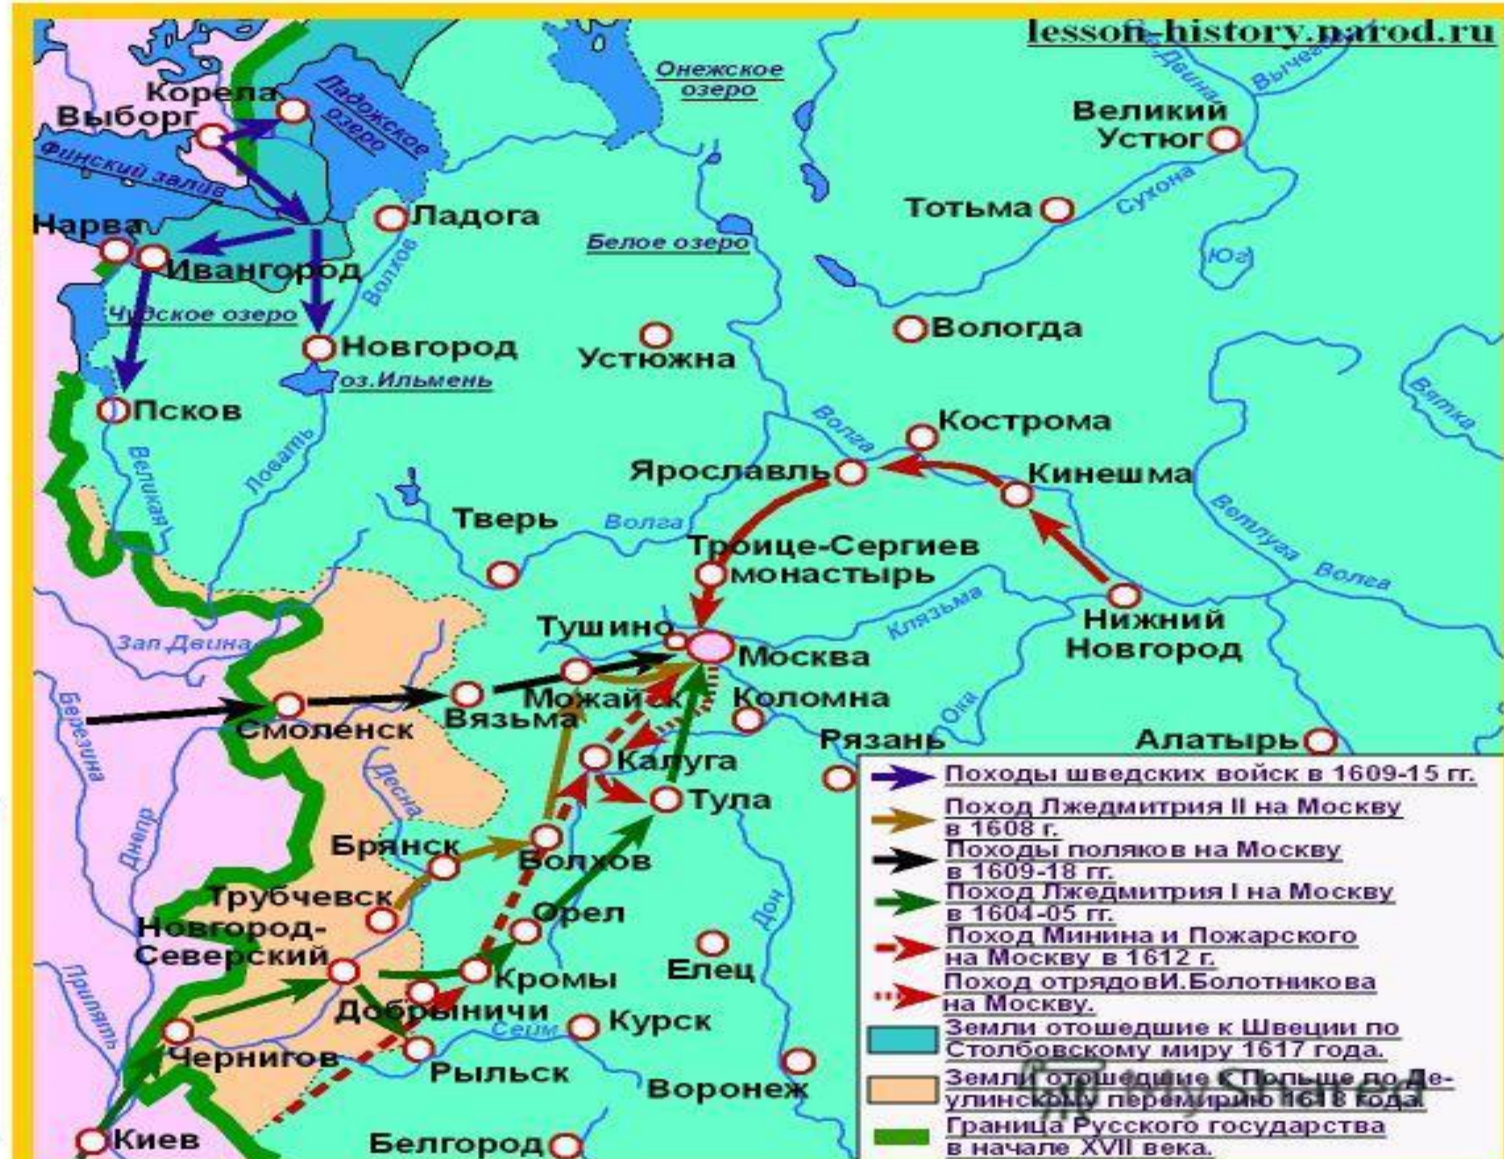 lesson-history.narod.ru
Онежское
озеро
Ладожское
озеро
Корела
Выборг
Финский залив
Великий
Устюг
Вычегда
Сухона
Юг
Тотьма
Ладога
Белое озеро
Нарва
Ивангород
Волхов
Чудское озеро
Новгород
оз.Ильмень
Устюжна
Вологда
Псков
Великая
Ловать
Вятка
Волга
Кострома
Ярославль
Кинешма
Ветлуга
Волга
Тверь
Волга
Троице-Сергиев
монастырь
Клязьма
Нижний
Новгород
Зап.Двина
Тушино
Москва
Можайск
Коломна
Березина
Смоленск
Вязьма
Ока
Рязань
Алатырь
Калуга
Тула
Десна
Днепр
Брянск
Болхов
Трубчевск
Новгород-
Северский
Орел
Дон
Елец
Кромы
Добрыничи
Припять
Сейм
Курск
Чернигов
Рыльск
Воронеж
Киев
Белгород
Походы шведских войск в 1609-15 гг.
Поход Лжедмитрия II на Москву
в 1608 г.
Походы поляков на Москву
в 1609-18 гг.
Поход Лжедмитрия I на Москву
в 1604-05 гг.
Поход Минина и Пожарского
на Москву в 1612 г.
Поход отрядовИ.Болотникова
на Москву.
Земли отошедшие к Швеции по
Столбовскому миру 1617 года.
Земли отошедшие к Польше по Де-
улинскому перемирию 1618 года.
Граница Русского государства
в начале XVII века.